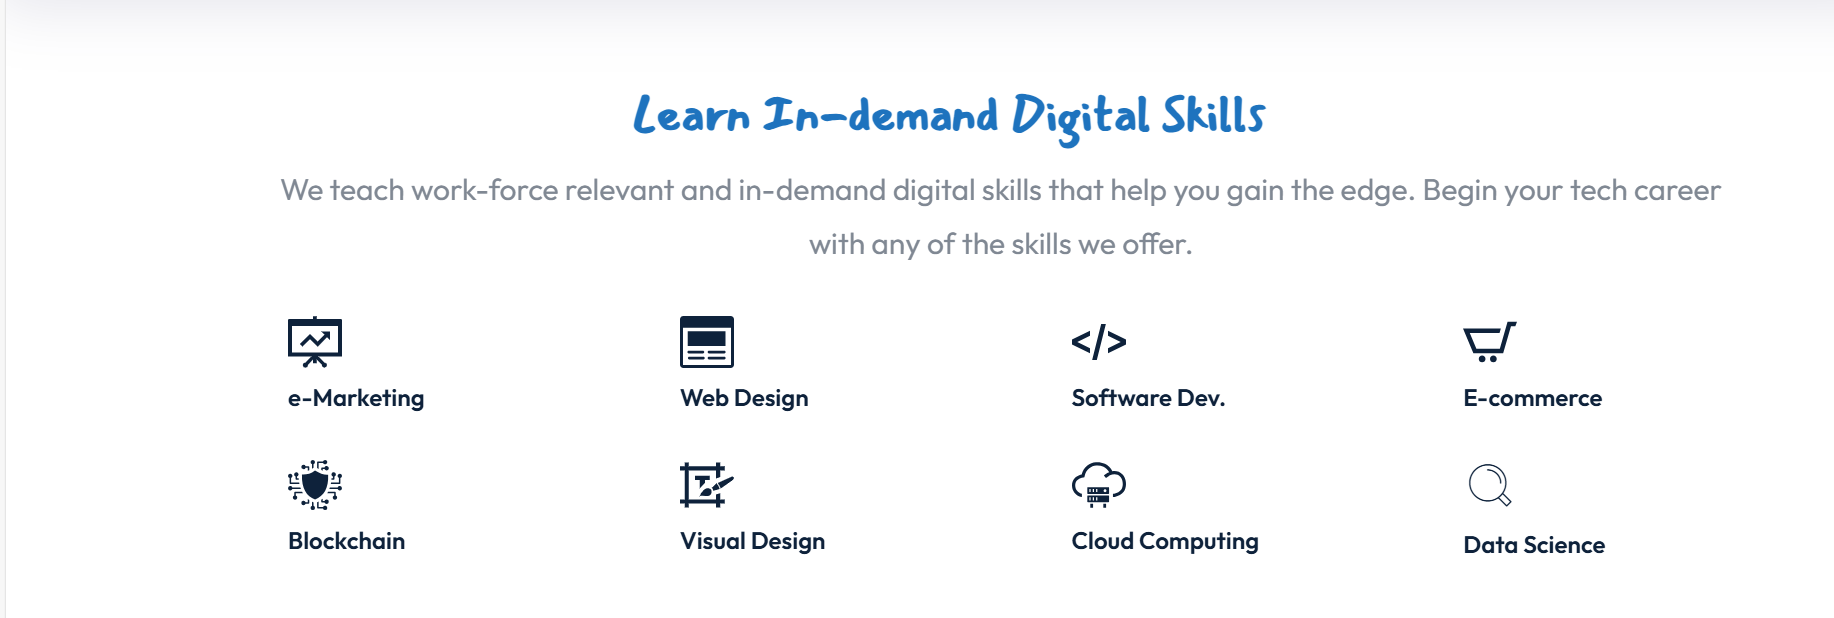 Learn In-demand Digital Skills
We teach work-force relevant and in-demand digital skills that help you gain the edge. Begin your tech career
with any of the skills we offer.
e-Marketing
Web Design
Software Dev.
E-commerce
Blockchain
Visual Design
Cloud Computing
Data Science